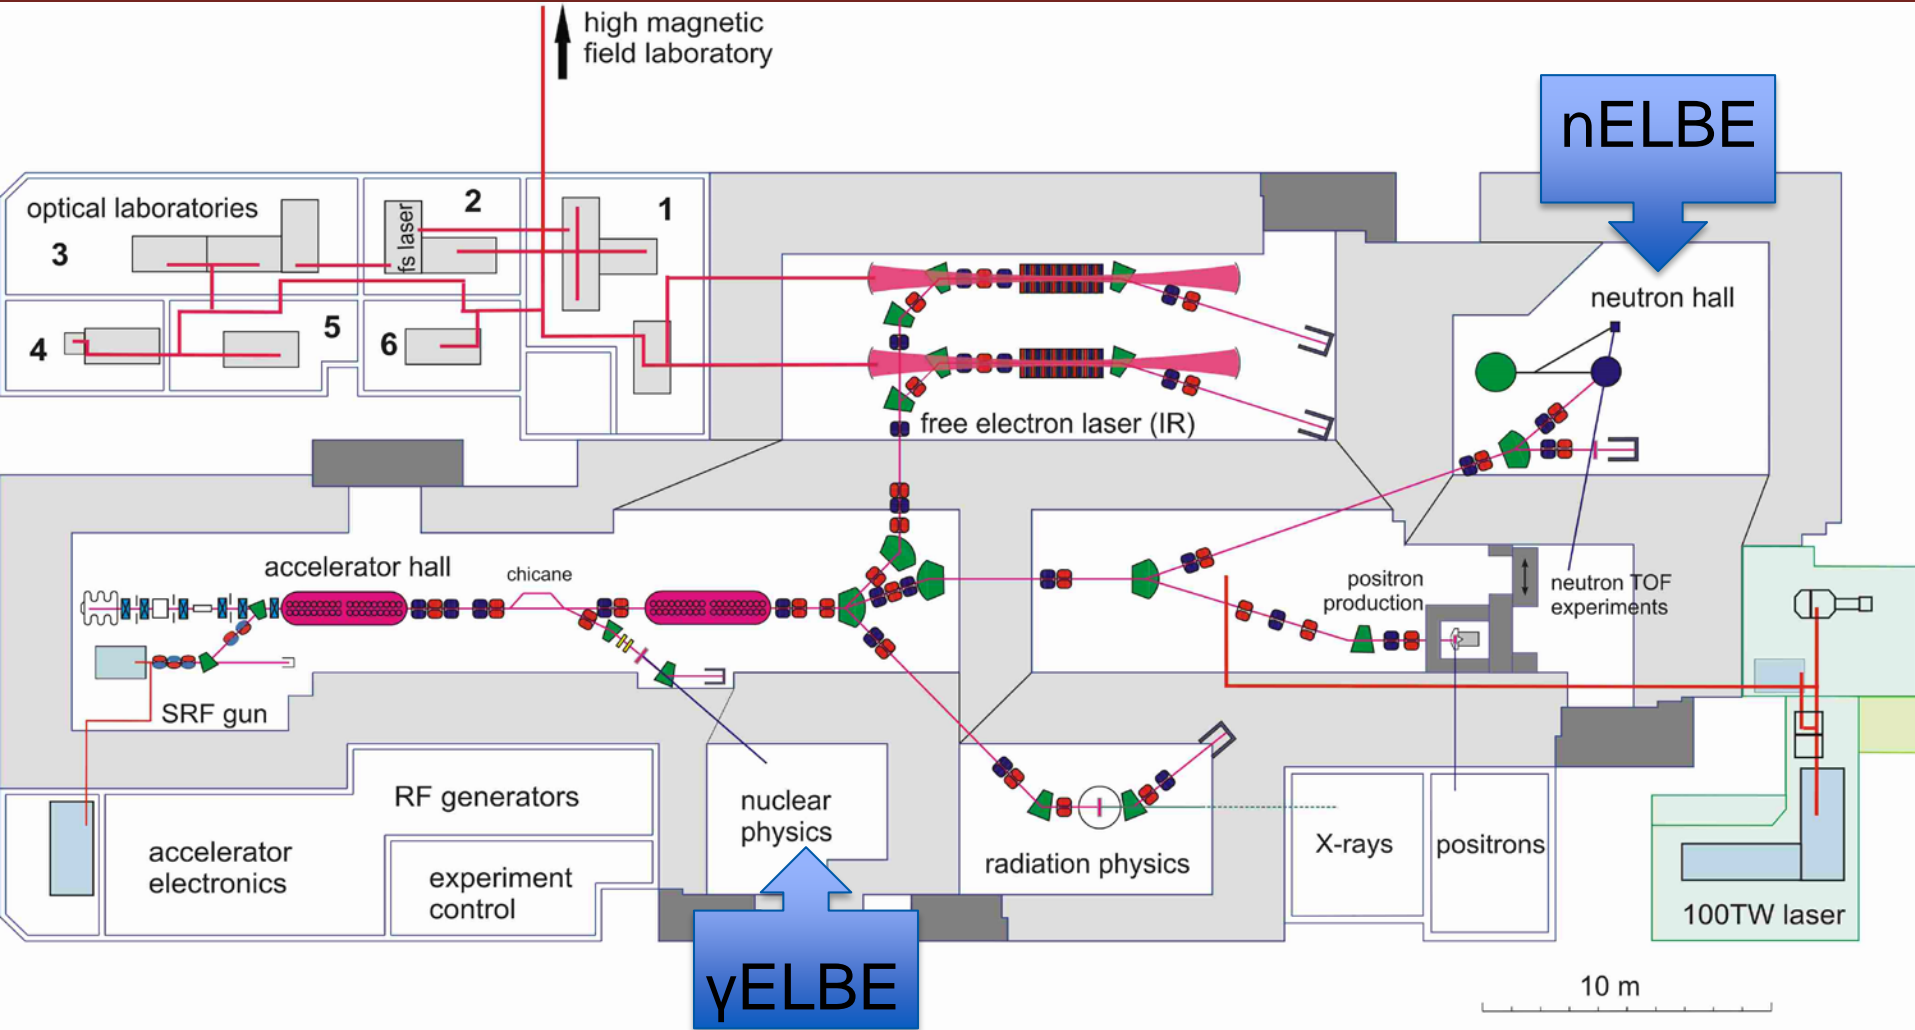 high magnetic
field laboratory
nELBE
optical laboratories
3
fs laser
2
1
4
5
6
neutron hall
free electron laser (IR)
accelerator hall
chicane
positron
production
neutron TOF
experiments
SRF gun
RF generators
accelerator
electronics
experiment
control
nuclear
physics
radiation physics
X-rays
positrons
100TW laser
γELBE
10 m